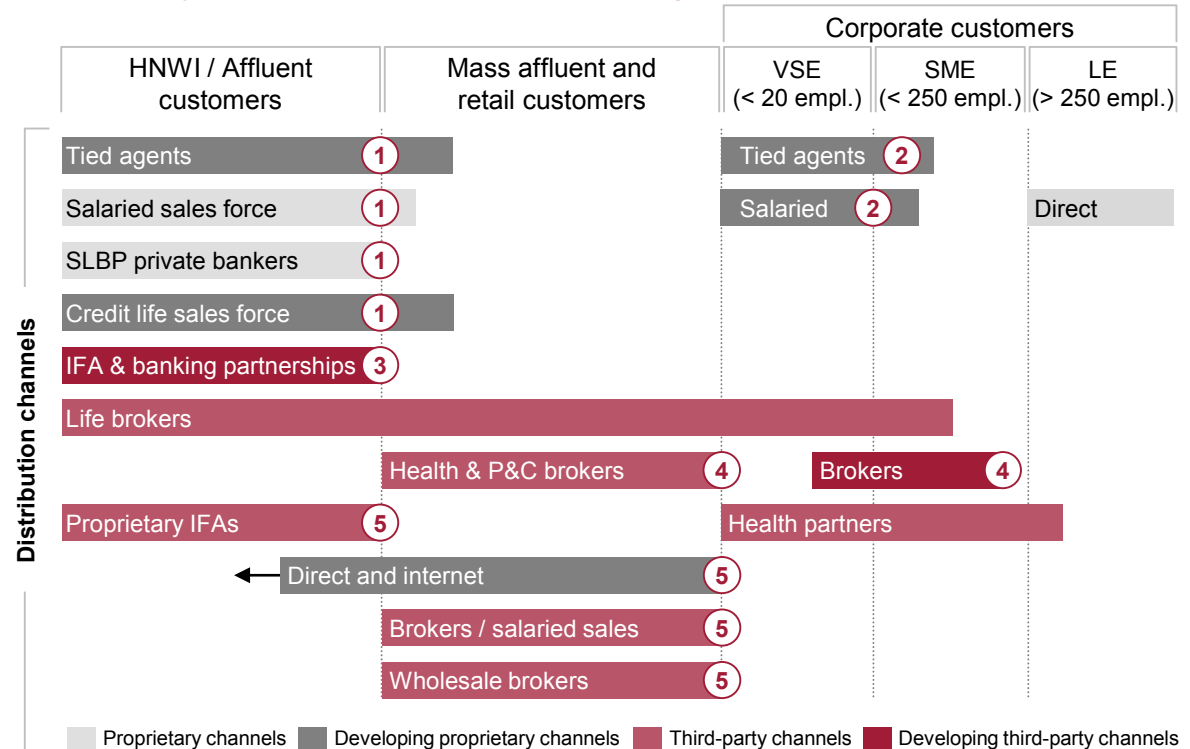 Corporate customers
HNWI / Affluent
customers
Mass affluent and
retail customers
VSE
(< 20 empl.)
SME
(< 250 empl.)
LE
(> 250 empl.)
Distribution channels
Tied agents 1
Tied agents 2
Salaried sales force 1
Salaried 2
Direct
SLBP private bankers 1
Credit life sales force 1
IFA & banking partnerships 3
Life brokers
Health & P&C brokers 4
Brokers 4
Proprietary IFAs 5
Health partners
Direct and internet 5
Brokers / salaried sales 5
Wholesale brokers 5
Proprietary channels
Developing proprietary channels
Third-party channels
Developing third-party channels